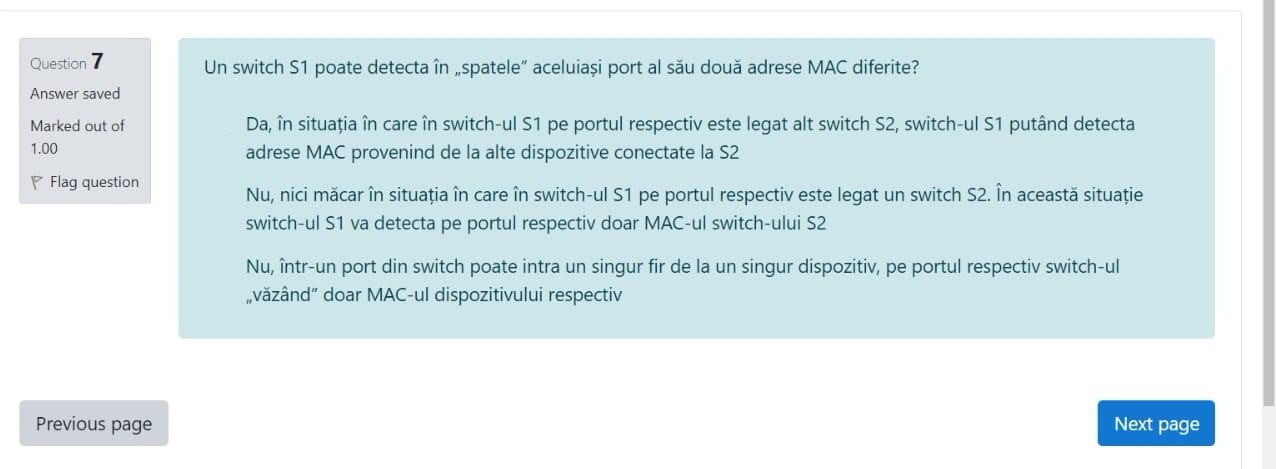 Question 7
Answer saved
Marked out of
1.00
Flag question
Un switch S1 poate detecta în „spatele” aceluiași port al său două adrese MAC diferite?
Da, în situația în care în switch-ul S1 pe portul respectiv este legat alt switch S2, switch-ul S1 putând detecta
adrese MAC provenind de la alte dispozitive conectate la S2
Nu, nici măcar în situația în care în switch-ul S1 pe portul respectiv este legat un switch S2. În această situație
switch-ul S1 va detecta pe portul respectiv doar MAC-ul switch-ului S2
Nu, într-un port din switch poate intra un singur fir de la un singur dispozitiv, pe portul respectiv switch-ul
„văzând” doar MAC-ul dispozitivului respectiv
Previous page
Next page